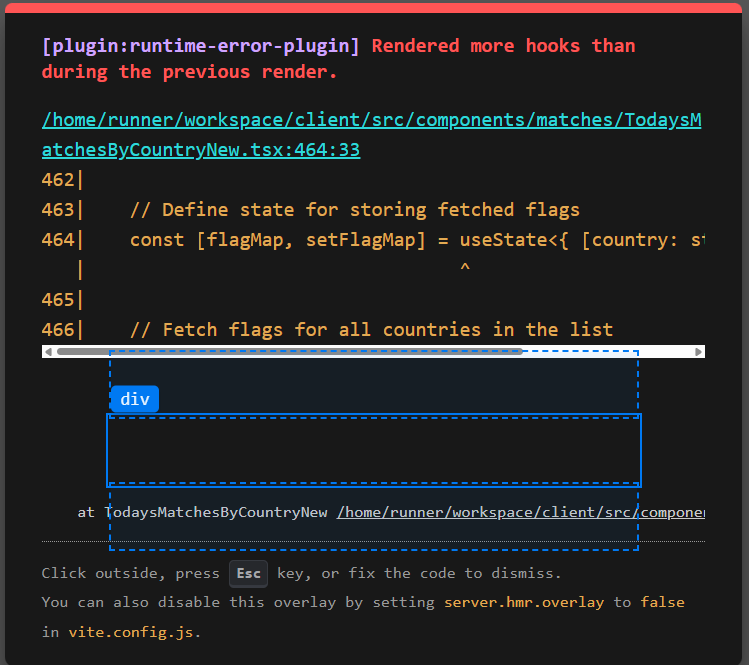 [plugin:runtime-error-plugin] Rendered more hooks than
during the previous render.
/home/runner/workspace/client/src/components/matches/TodaysM
atchesByCountryNew.tsx:464:33
462|
463|    // Define state for storing fetched flags
464|    const [flagMap, setFlagMap] = useState<{ [country: st
   |                                  ^
465|
466|    // Fetch flags for all countries in the list
div
at TodaysMatchesByCountryNew /home/runner/workspace/client/src/componen
Click outside, press Esc key, or fix the code to dismiss.
You can also disable this overlay by setting server.hmr.overlay to false
in vite.config.js.